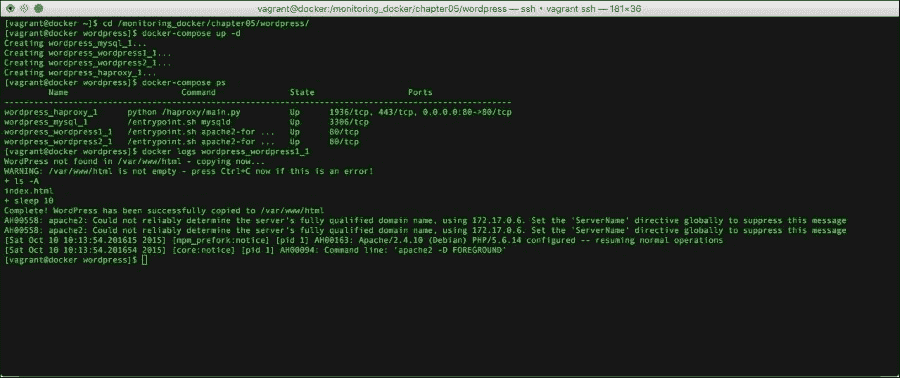 vagrant@docker:/monitoring_docker/chapter05/wordpress — ssh • vagrant ssh — 181×36
[vagrant@docker ~]$ cd /monitoring_docker/chapter05/wordpress/
[vagrant@docker wordpress]$ docker-compose up -d
Creating wordpress_mysql_1...
Creating wordpress_wordpress1_1...
Creating wordpress_wordpress2_1...
Creating wordpress_haproxy_1...
[vagrant@docker wordpress]$ docker-compose ps
Name Command State Ports
----------------------------------------------------------------------------------------------------
wordpress_haproxy_1 python /haproxy/main.py Up 1936/tcp, 443/tcp, 0.0.0.0:80->80/tcp
wordpress_mysql_1 /entrypoint.sh mysqld Up 3306/tcp
wordpress_wordpress1_1 /entrypoint.sh apache2-for ... Up 80/tcp
wordpress_wordpress2_1 /entrypoint.sh apache2-for ... Up 80/tcp
[vagrant@docker wordpress]$ docker logs wordpress_wordpress1_1
WordPress not found in /var/www/html - copying now...
WARNING: /var/www/html is not empty - press Ctrl+C now if this is an error!
+ ls -A
index.html
+ sleep 10
Complete! WordPress has been successfully copied to /var/www/html
AH00558: apache2: Could not reliably determine the server's fully qualified domain name, using 172.17.0.6. Set the 'ServerName' directive globally to suppress this message
AH00558: apache2: Could not reliably determine the server's fully qualified domain name, using 172.17.0.6. Set the 'ServerName' directive globally to suppress this message
[Sat Oct 10 10:13:54.201615 2015] [mpm_prefork:notice] [pid 1] AH00163: Apache/2.4.10 (Debian) PHP/5.6.14 configured -- resuming normal operations
[Sat Oct 10 10:13:54.201654 2015] [core:notice] [pid 1] AH00094: Command line: 'apache2 -D FOREGROUND'
[vagrant@docker wordpress]$